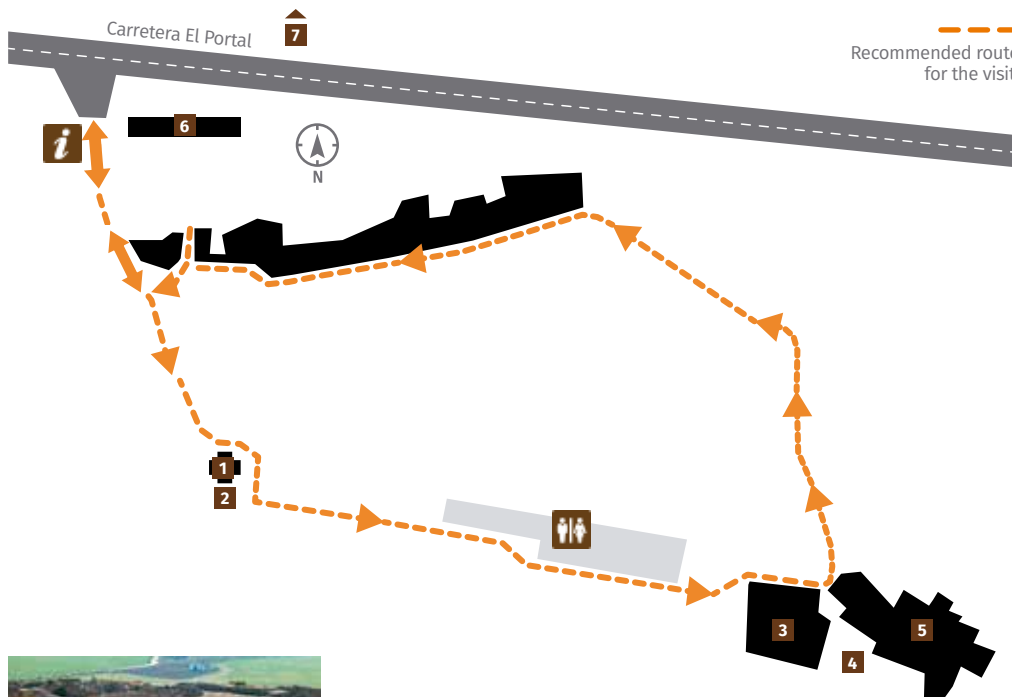 Carretera El Portal
7
Recommended route
for the visit
i
6
N
1
2
3
5
4